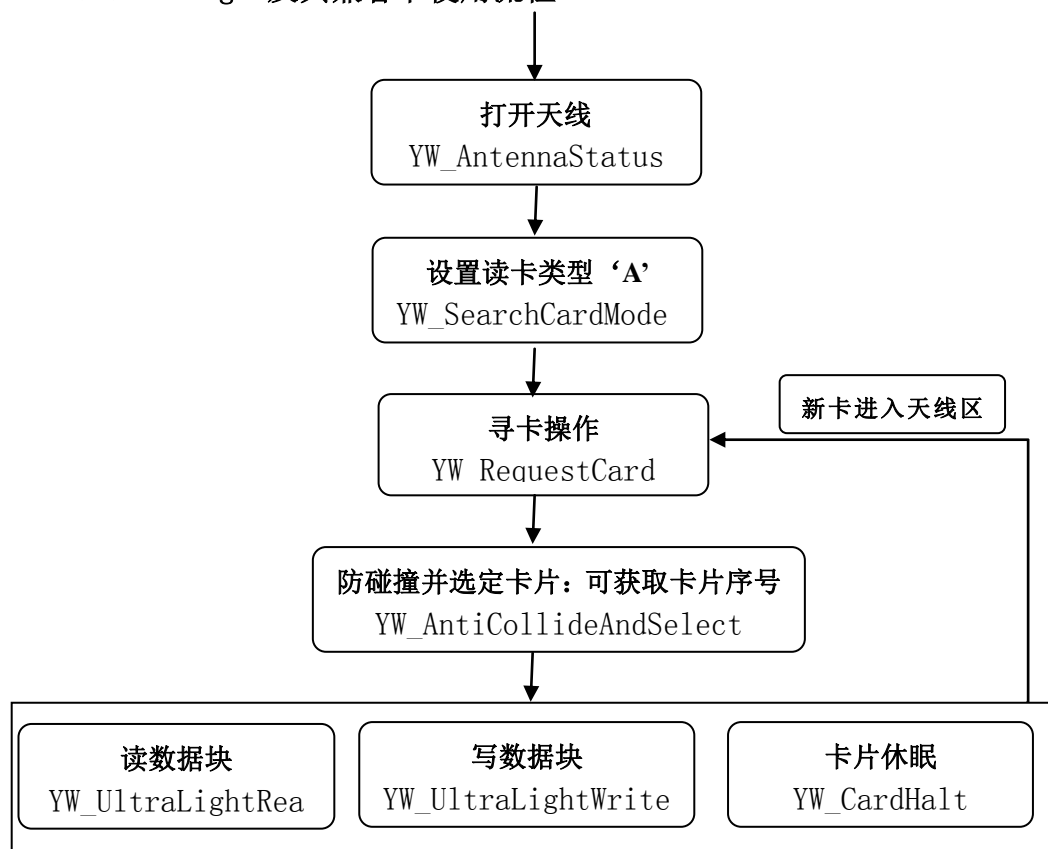 打开天线
YW_AntennaStatus
设置读卡类型‘A’
YW_SearchCardMode
新卡进入天线区
寻卡操作
YW_RequestCard
防碰撞并选定卡片：可获取卡片序号
YW_AntiCollideAndSelect
读数据块
YW_UltraLightRea
写数据块
YW_UltraLightWrite
卡片休眠
YW_CardHalt